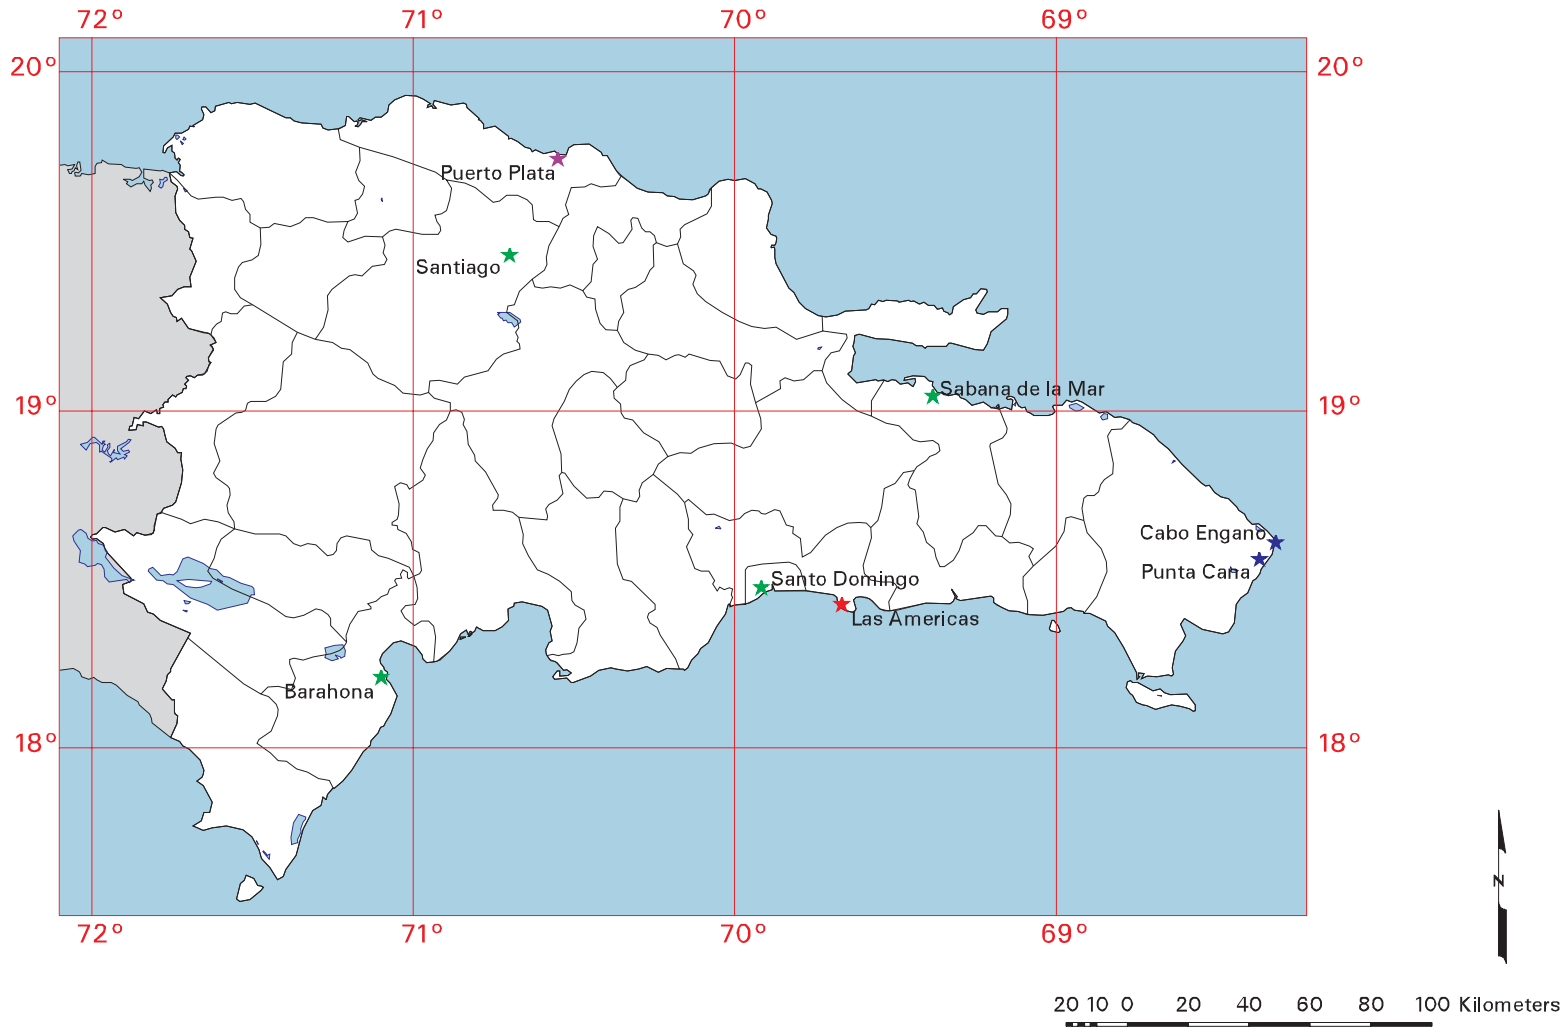 72° 71° 70° 69°
20° 20°
Puerto Plata
Santiago
Sabana de la Mar
19° 19°
Cabo Engano
Punta Cana
Santo Domingo
Las Americas
Barahona
18° 18°
N
72° 71° 70° 69°
20 10 0 20 40 60 80 100 Kilometers